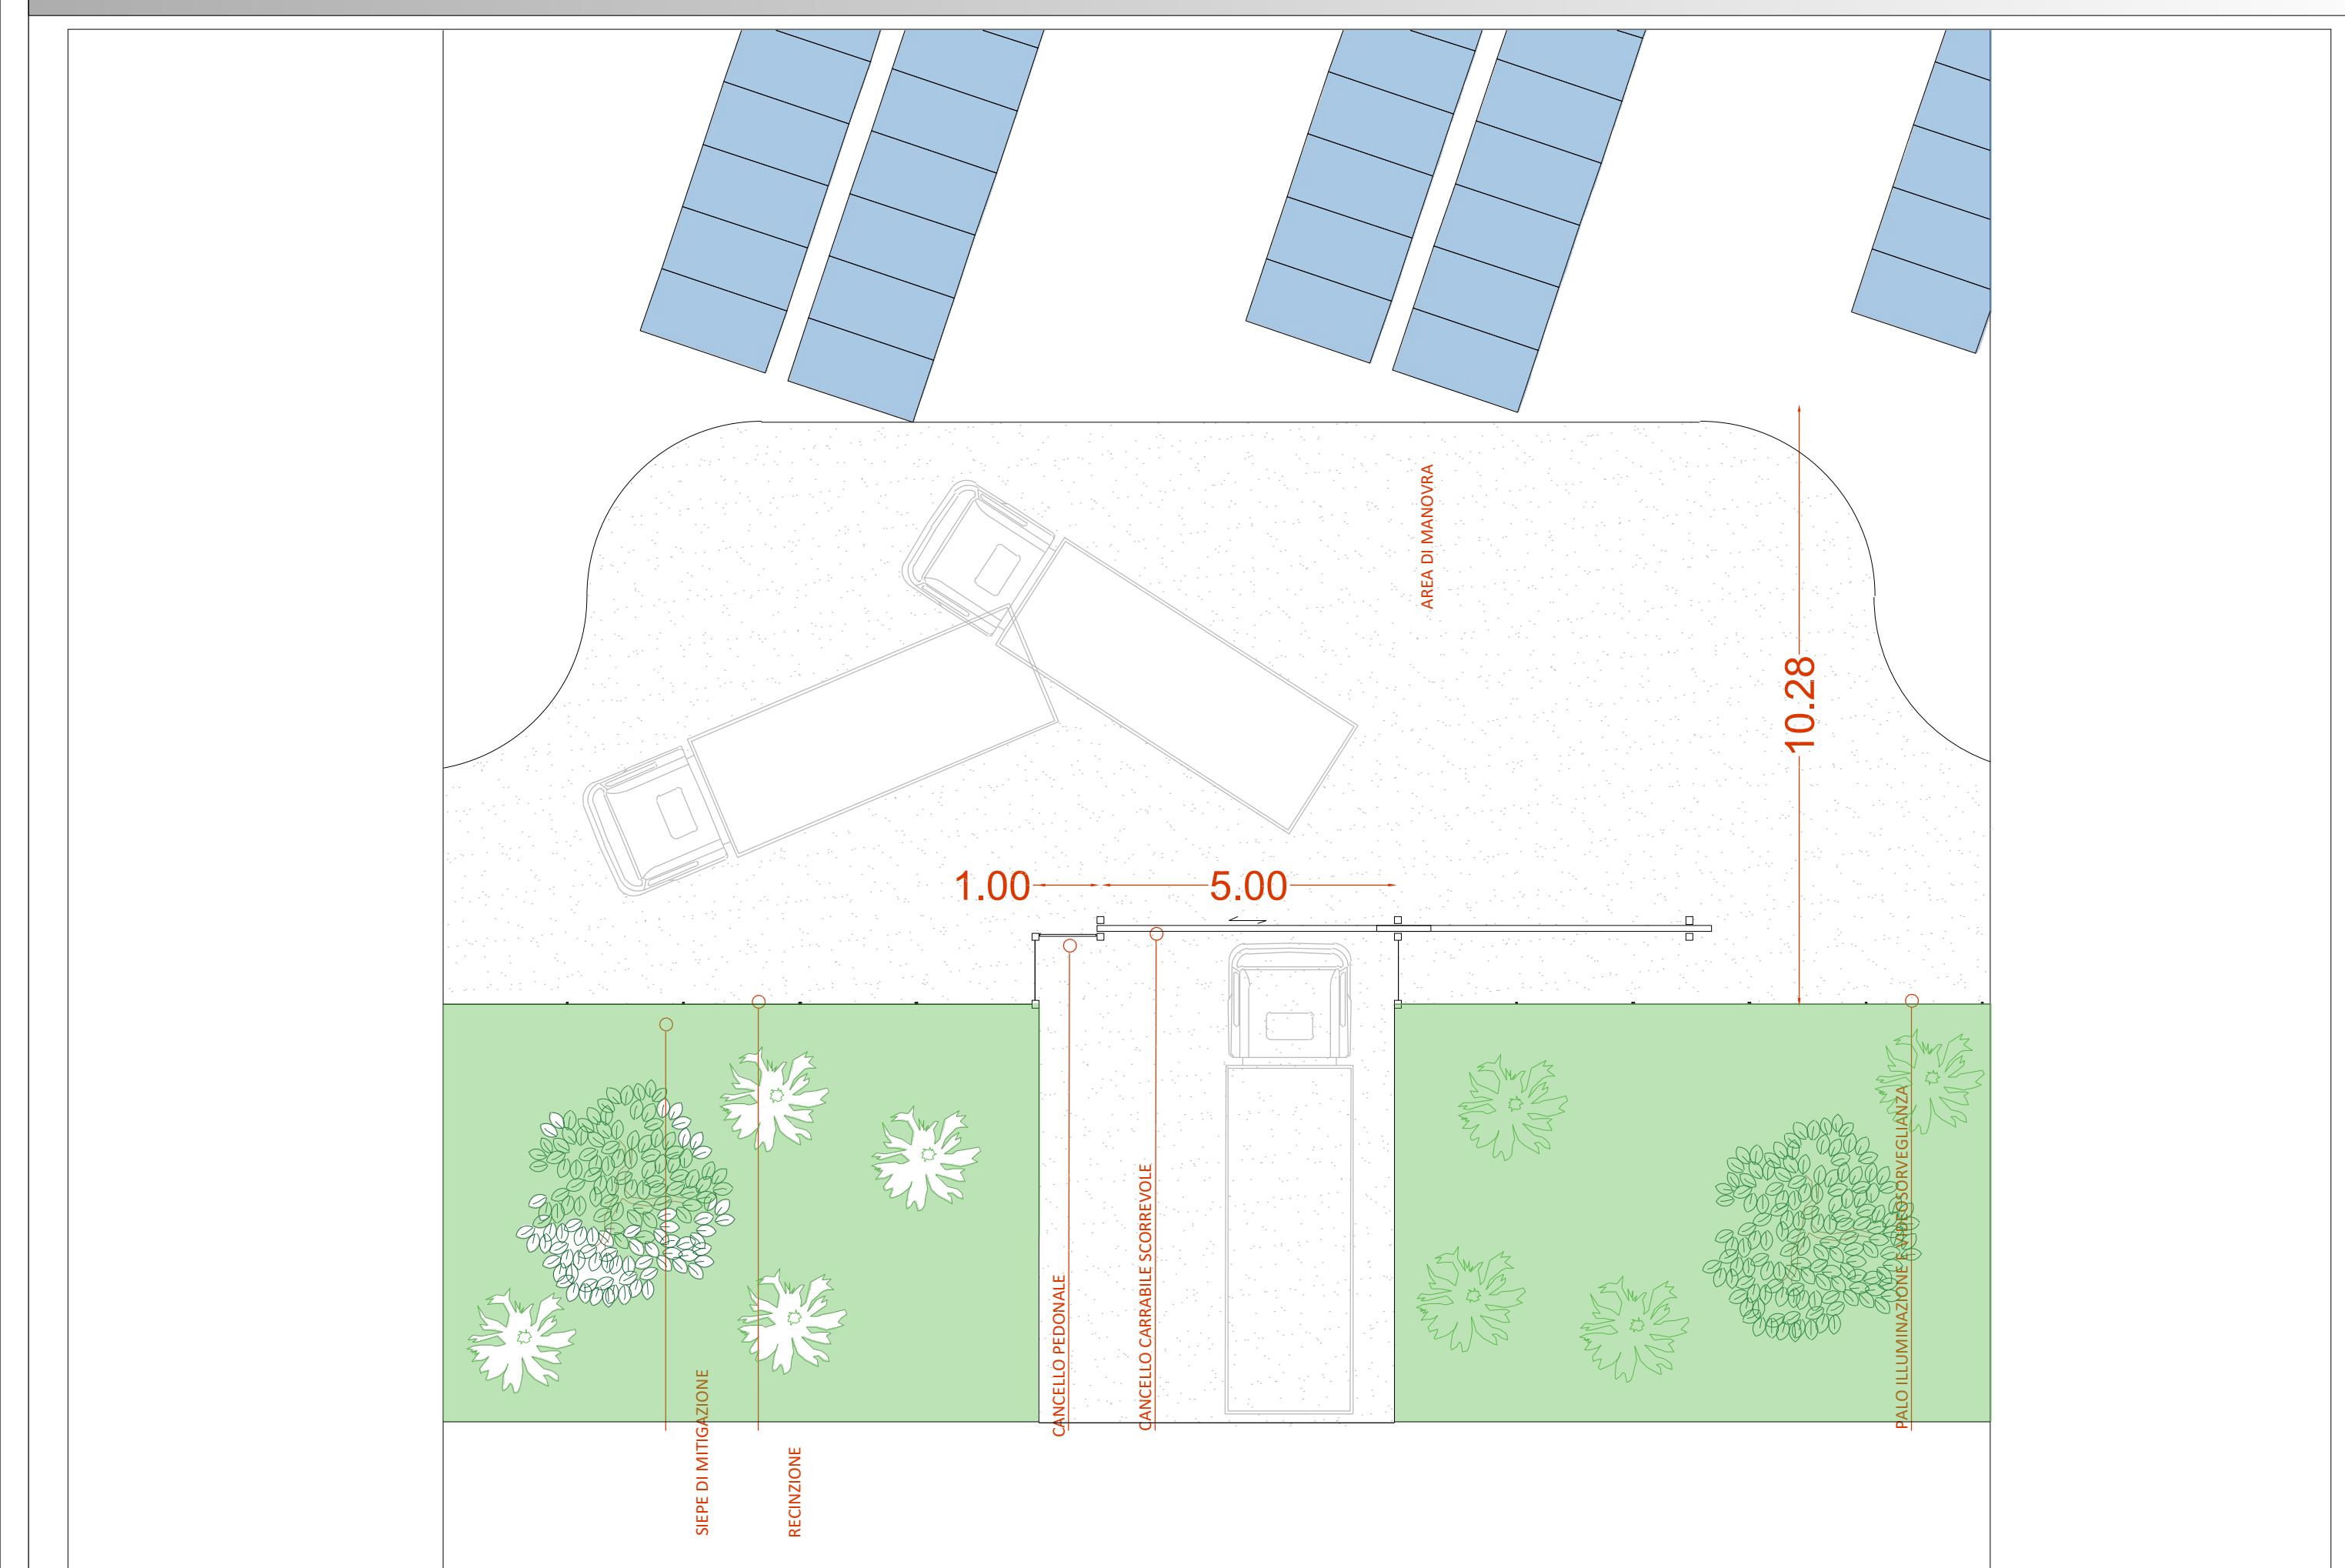 AREA DI MANOVRA
10.28
1.00
5.00
SIEPE DI MITIGAZIONE
RECINZIONE
CANCELLO PEDONALE
CANCELLO CARRABILE SCORREVOLE
PALO ILLUMINAZIONE E VIDEOSORVEGLIANZA